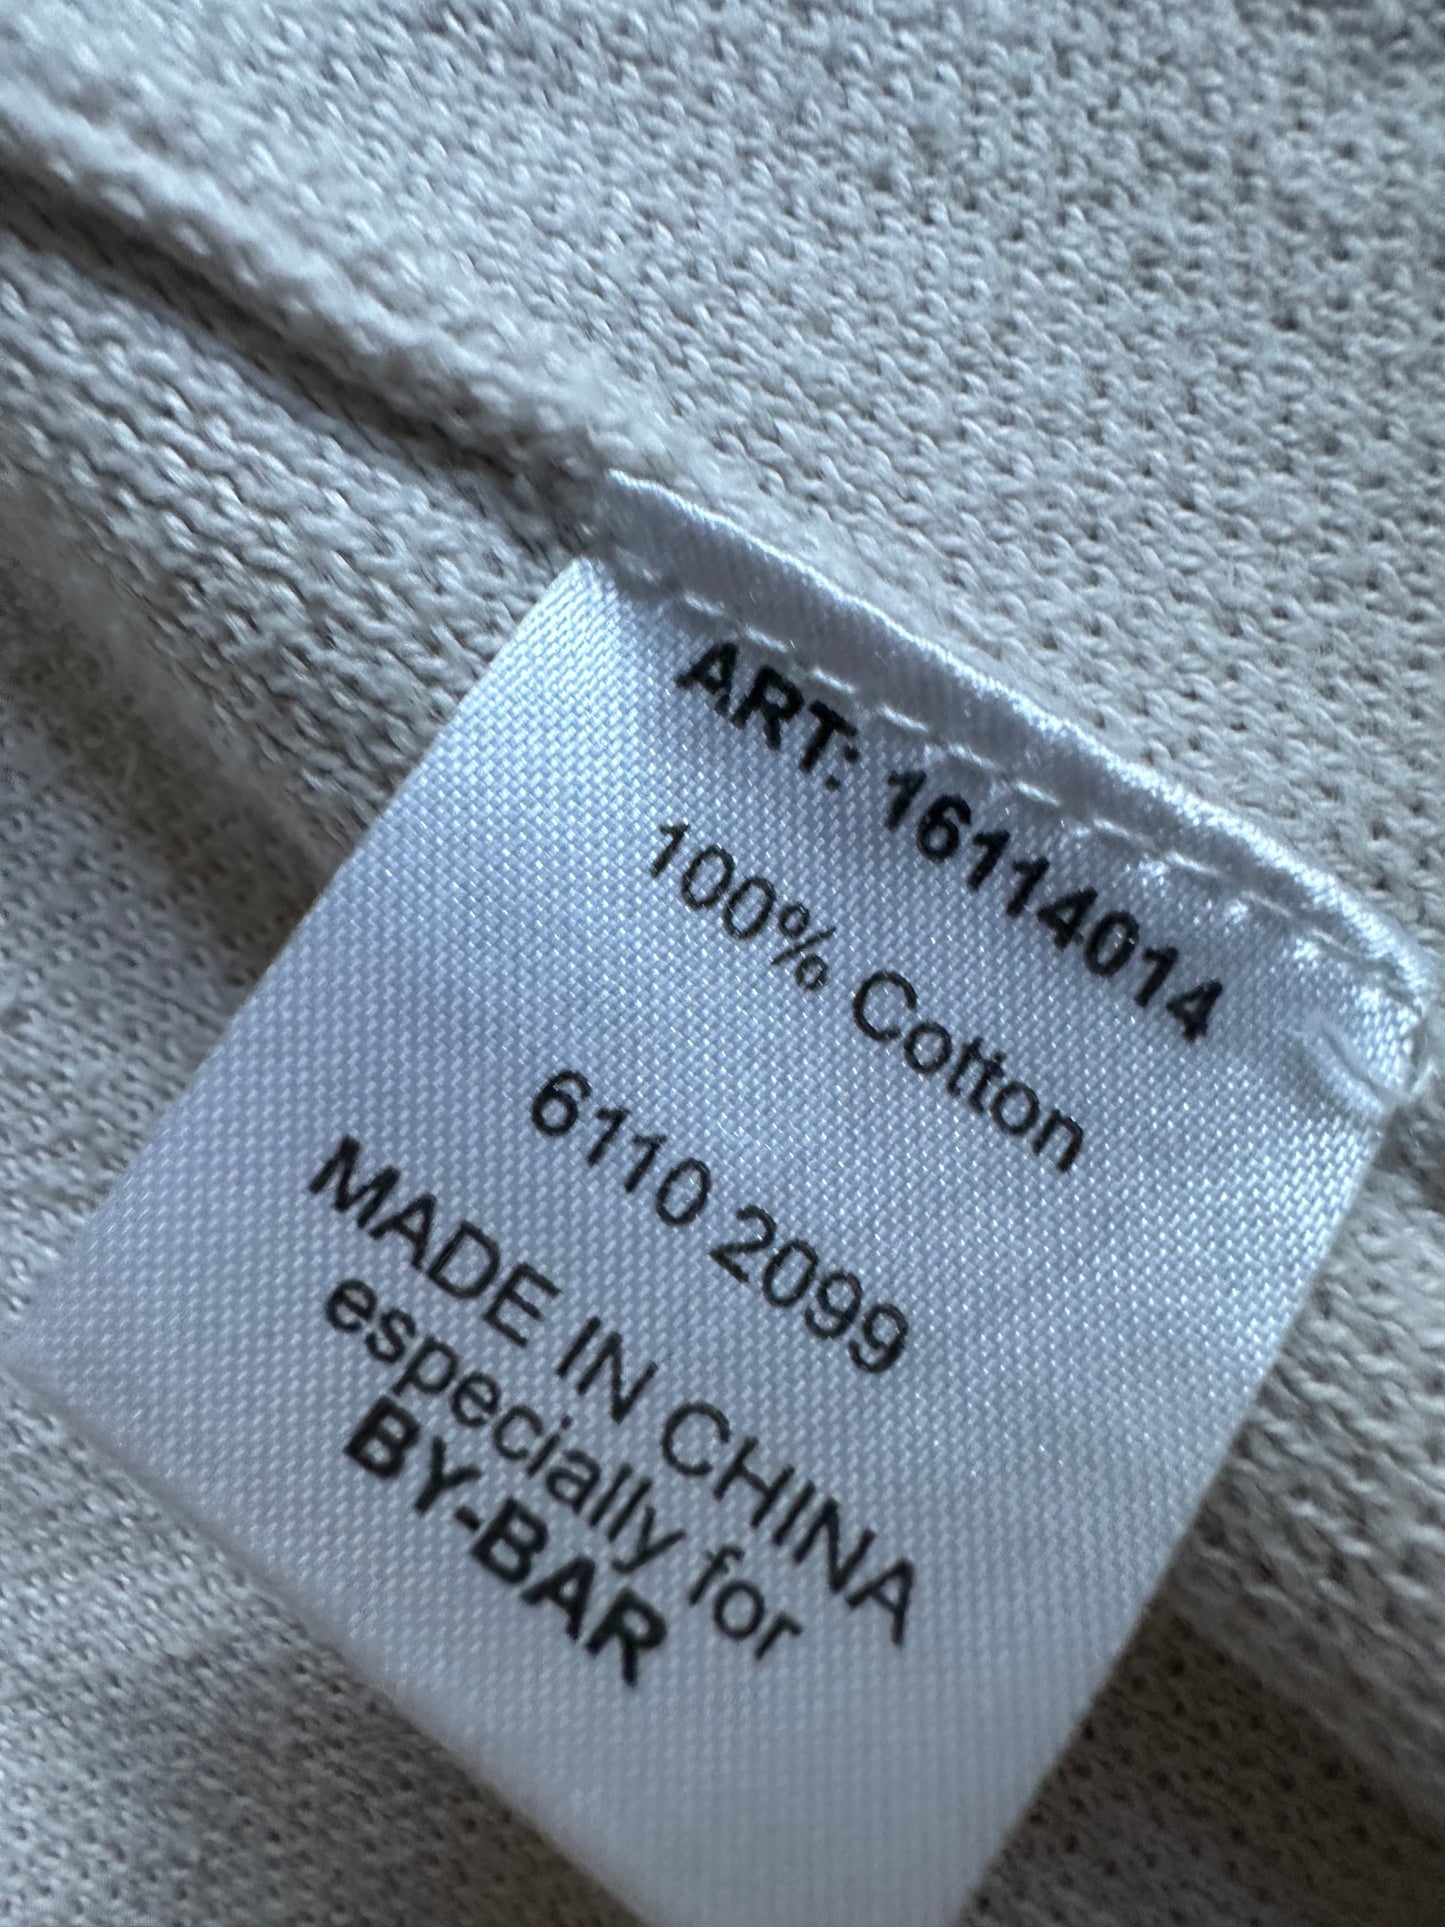 ART: 16114014
100% Cotton
6110 2099
MADE IN CHINA
especially for
BY-BAR